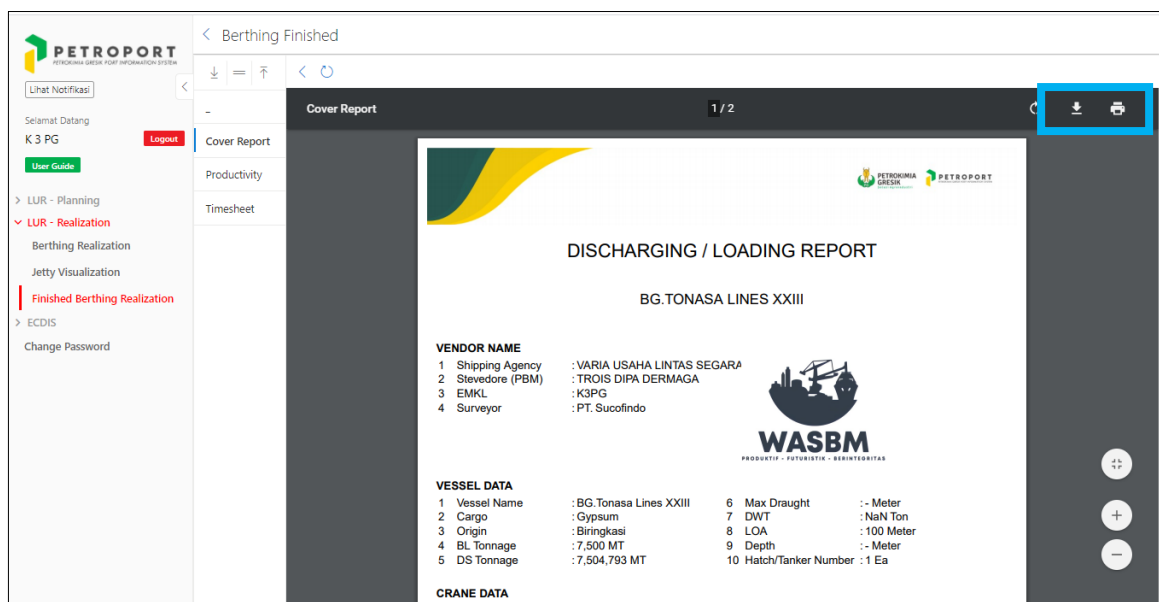 PETROPORT
PETROKIMIA GRESIK PORT INFORMATION SYSTEM
Lihat Notifikasi
Selamat Datang
K 3 PG
Logout
User Guide
LUR - Planning
LUR - Realization
Berthing Realization
Jetty Visualization
Finished Berthing Realization
ECDIS
Change Password
Berthing Finished
-
Cover Report
Productivity
Timesheet
Cover Report 1 / 2
PETROKIMIA
GRESIK
PETROPORT
DISCHARGING / LOADING REPORT
BG.TONASA LINES XXIII
VENDOR NAME
1 Shipping Agency : VARIA USAHA LINTAS SEGARA
2 Stevedore (PBM) : TROIS DIPA DERMAGA
3 EMKL : K3PG
4 Surveyor : PT. Sucofindo
WASBM
PRODUKTIF - FUTURISTIK - BERINTEGRITAS
VESSEL DATA
1 Vessel Name : BG.Tonasa Lines XXIII 6 Max Draught : - Meter
2 Cargo : Gypsum 7 DWT : NaN Ton
3 Origin : Biringkasi 8 LOA : 100 Meter
4 BL Tonnage : 7,500 MT 9 Depth : - Meter
5 DS Tonnage : 7,504,793 MT 10 Hatch/Tanker Number : 1 Ea
CRANE DATA